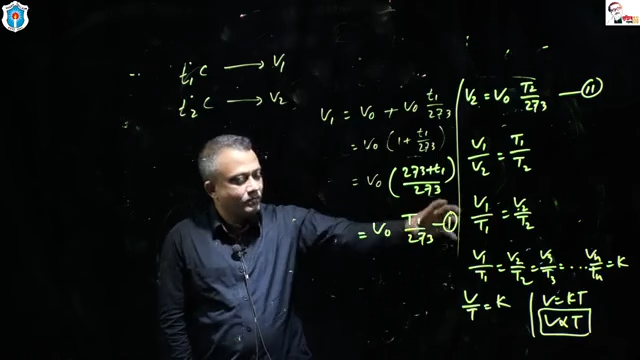 t₁°C ⟶ V₁
t₂°C ⟶ V₂
V₁ = V₀ + V₀ t₁/273
= V₀ (1 + t₁/273)
= V₀ (273+t₁/273)
= V₀ T₁/273 —Ⓘ
V₂ = V₀ T₂/273 —Ⓘ̲Ⓘ
V₁/V₂ = T₁/T₂
V₁/T₁ = V₂/T₂
V₁/T₁ = V₂/T₂ = V₃/T₃ = ... Vₙ/Tₙ = K
V/T = K
V = KT
V∝T